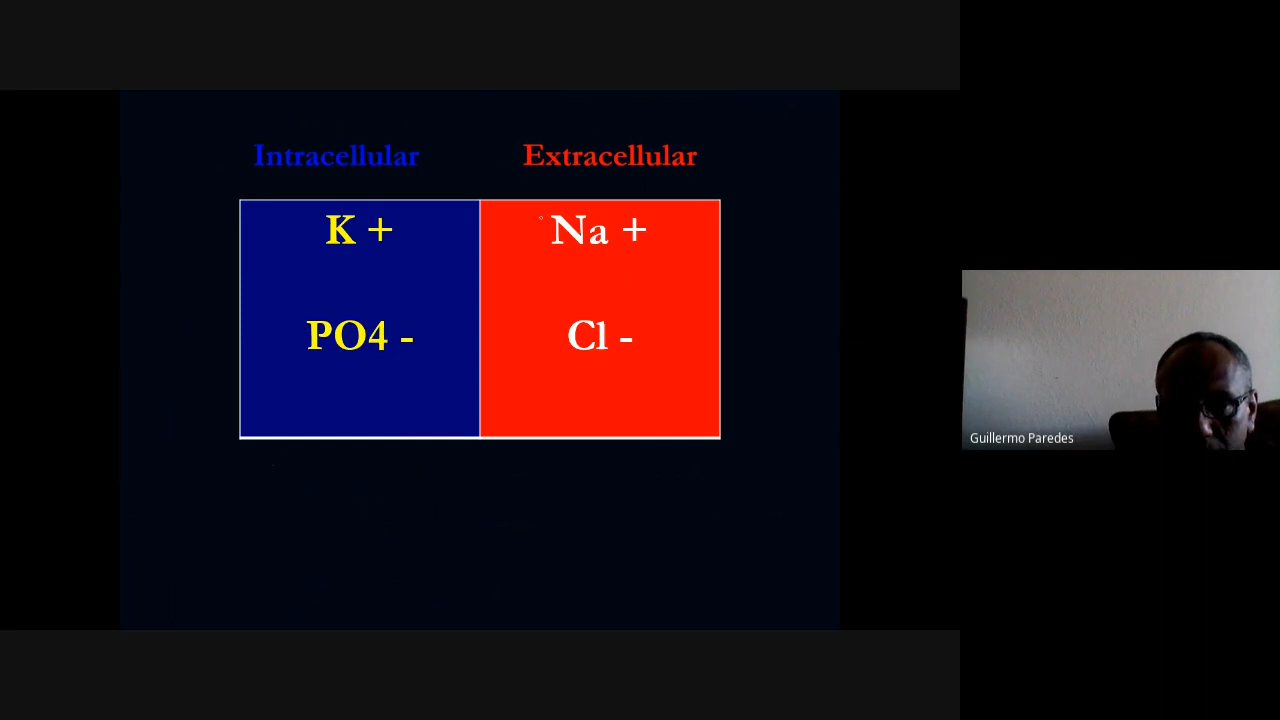 Intracellular Extracellular
K + Na +
PO4 - Cl -
Guillermo Paredes